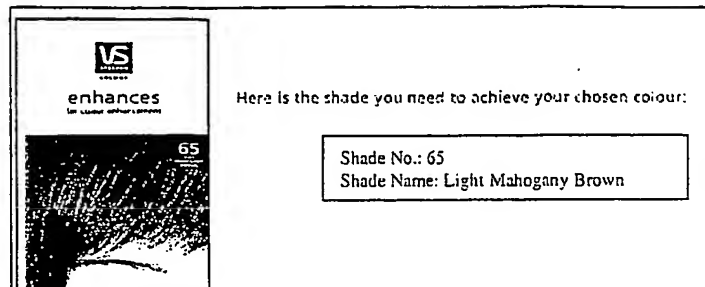 VS
enhances
65
Here is the shade you need to achieve your chosen colour:
Shade No.: 65
Shade Name: Light Mahogany Brown